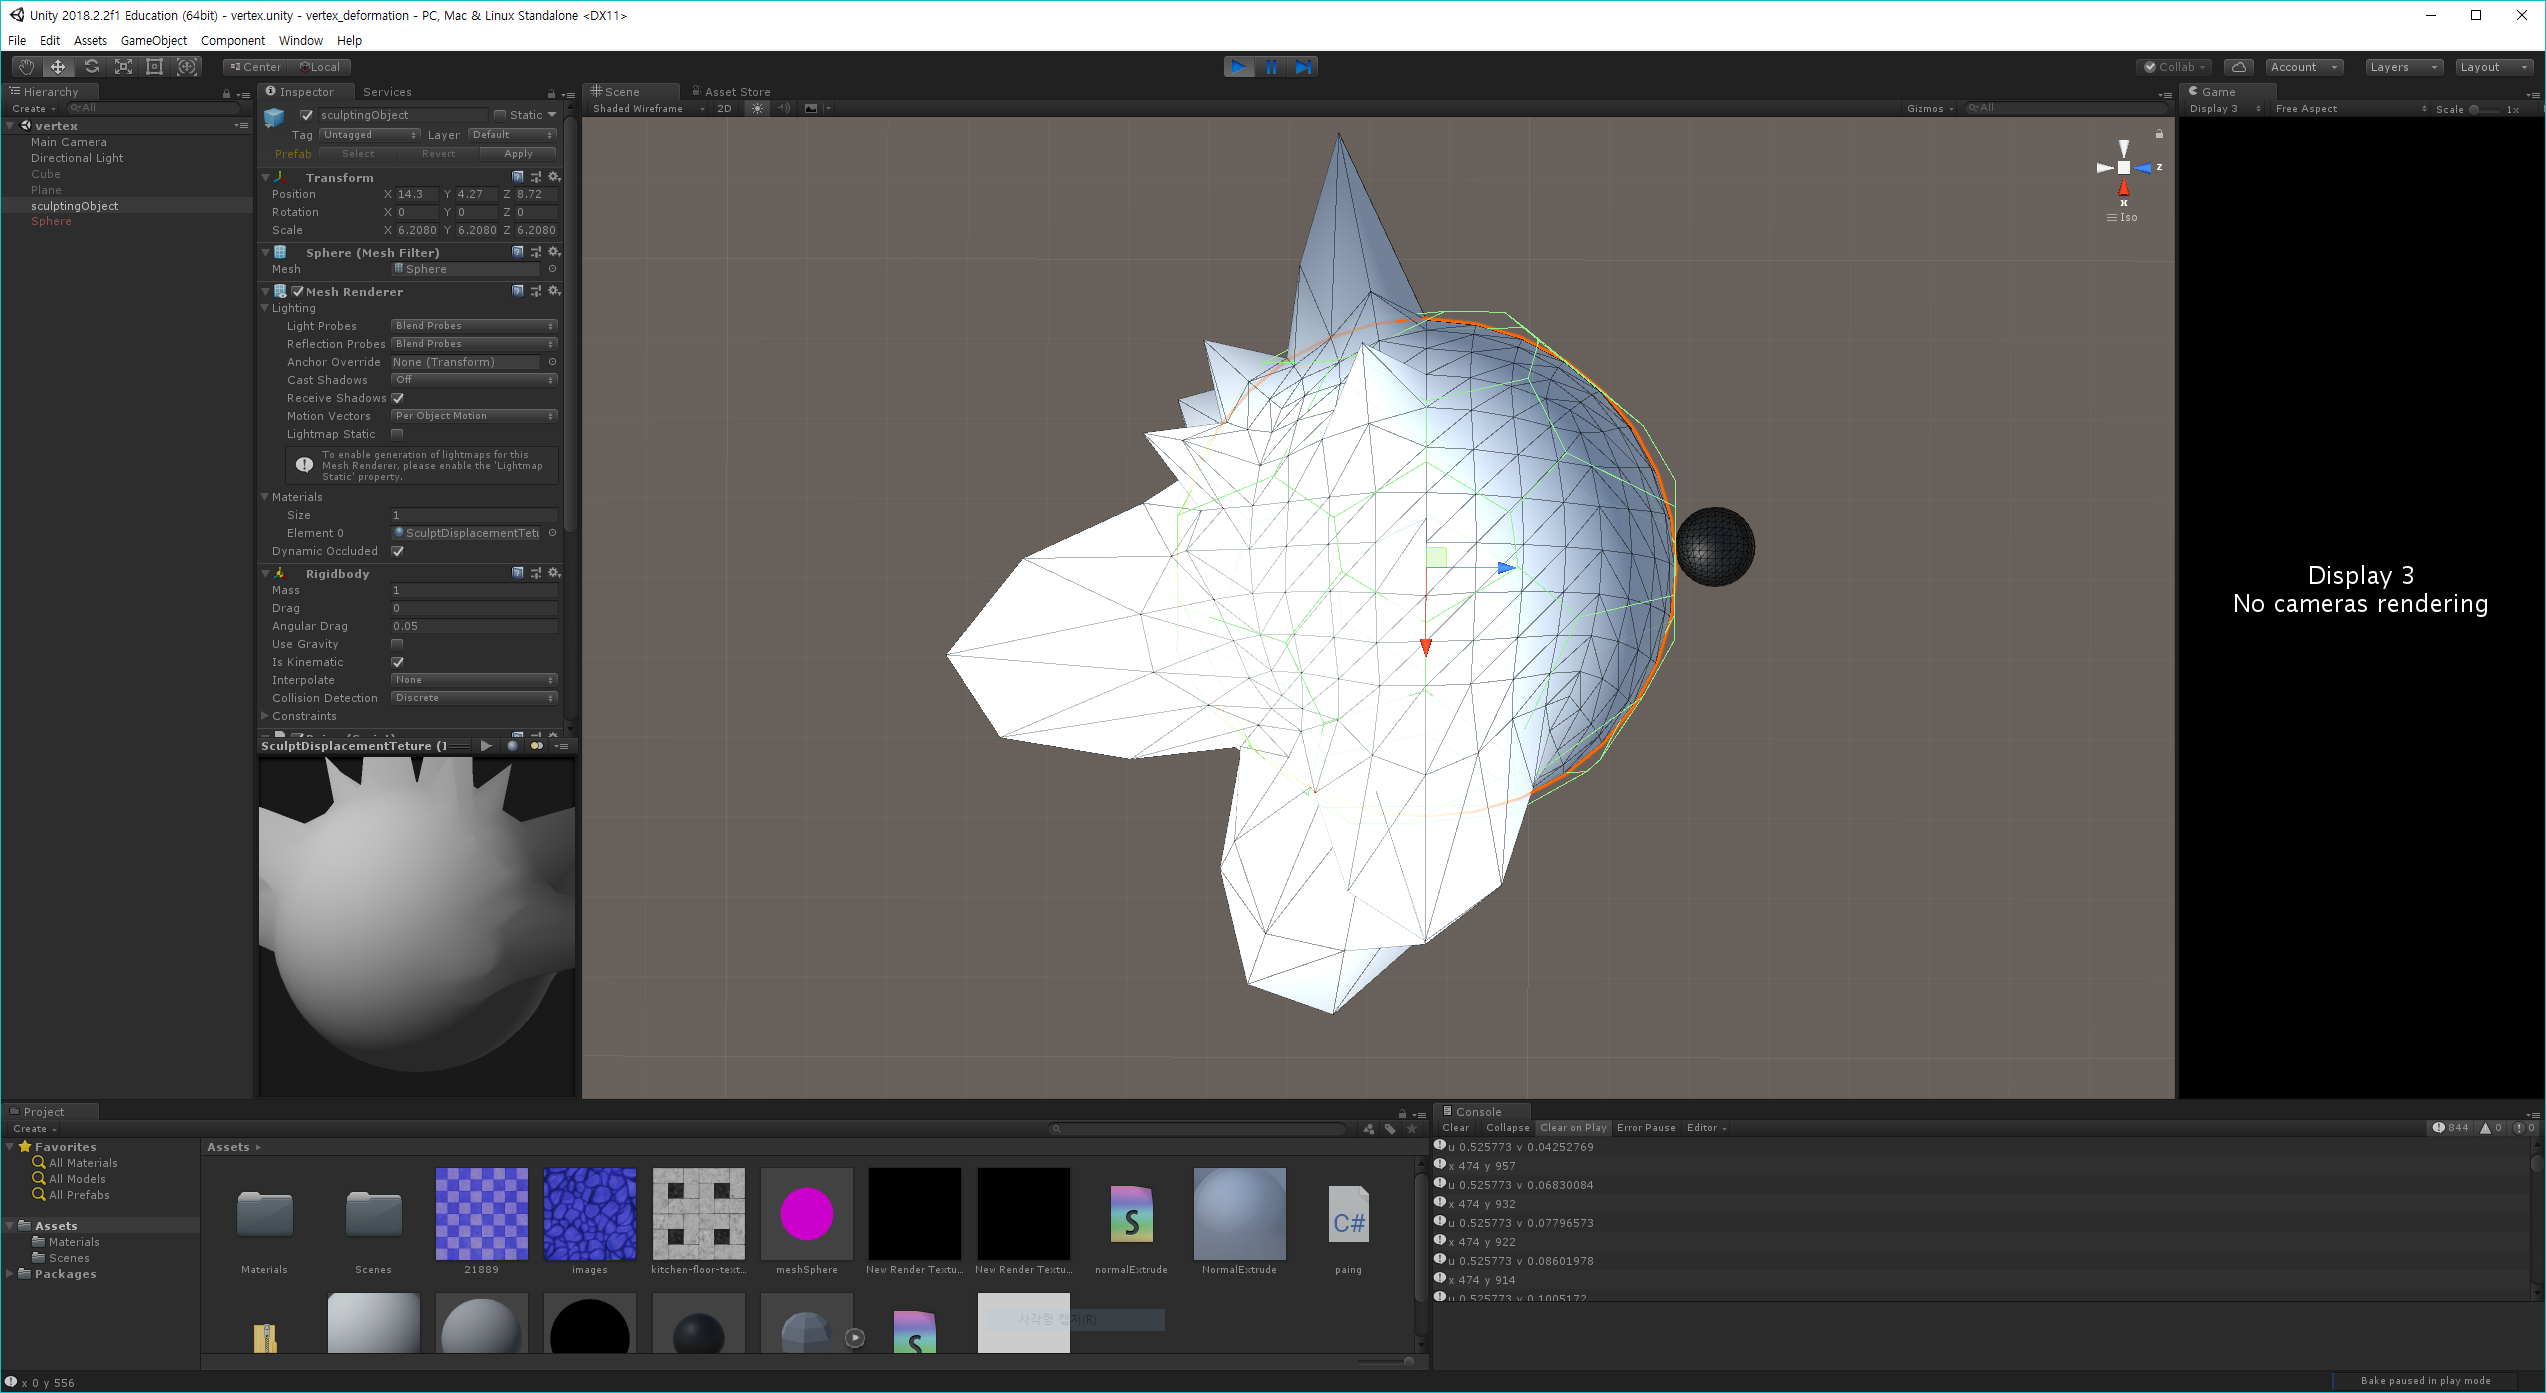 Unity 2018.2.2f1 Education (64bit) - vertex.unity - vertex_deformation - PC, Mac & Linux Standalone <DX11>
File Edit Assets GameObject Component Window Help
Center Local
Collab Account Layers Layout
Hierarchy
Create All
vertex
Main Camera
Directional Light
Cube
Plane
sculptingObject
Sphere
Inspector Services
sculptingObject Static
Tag Untagged Layer Default
Prefab Select Revert Apply
Transform
Position X 14.3 Y 4.27 Z 8.72
Rotation X 0 Y 0 Z 0
Scale X 6.2080 Y 6.2080 Z 6.2080
Sphere (Mesh Filter)
Mesh Sphere
Mesh Renderer
Lighting
Light Probes Blend Probes
Reflection Probes Blend Probes
Anchor Override None (Transform)
Cast Shadows Off
Receive Shadows
Motion Vectors Per Object Motion
Lightmap Static
To enable generation of lightmaps for this
Mesh Renderer, please enable the 'Lightmap
Static' property.
Materials
Size 1
Element 0 SculptDisplacementTetu
Dynamic Occluded
Rigidbody
Mass 1
Drag 0
Angular Drag 0.05
Use Gravity
Is Kinematic
Interpolate None
Collision Detection Discrete
Constraints
SculptDisplacementTeture (I
Scene Asset Store
Shaded Wireframe 2D Gizmos All
z
x
Iso
Game
Display 3 Free Aspect Scale 1x
Display 3
No cameras rendering
Project
Create
Favorites
All Materials
All Models
All Prefabs
Assets
Materials
Scenes
Packages
Assets
Materials Scenes 21889 images kitchen-floor-text... meshSphere New Render Textu... New Render Textu... normalExtrude NormalExtrude paing
C#
사각형 캡처(R)
Console
Clear Collapse Clear on Play Error Pause Editor 844 0 0
u 0.525773 v 0.04252769
x 474 y 957
u 0.525773 v 0.06830084
x 474 y 932
u 0.525773 v 0.07796573
x 474 y 922
u 0.525773 v 0.08601978
x 474 y 914
u 0.525773 v 0.1005172
x 0 y 556
Bake paused in play mode